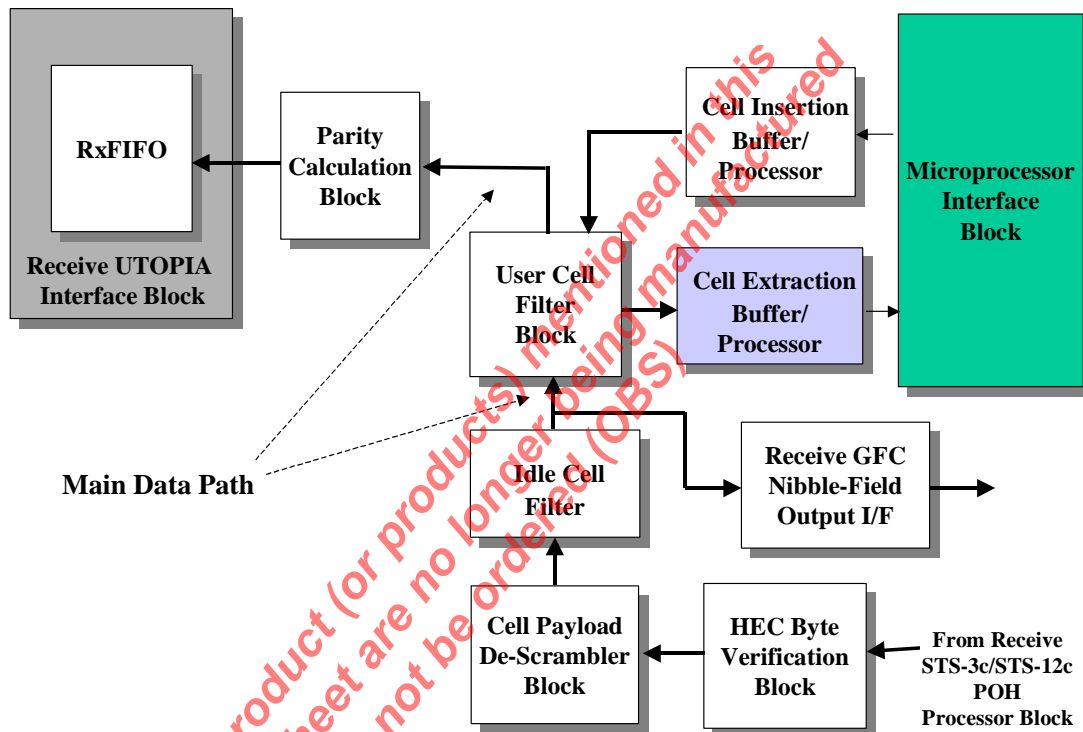 RxFIFO
Receive UTOPIA
Interface Block
Parity
Calculation
Block
Cell Insertion
Buffer/
Processor
Microprocessor
Interface
Block
User Cell
Filter
Block
Cell Extraction
Buffer/
Processor
Main Data Path
Idle Cell
Filter
Receive GFC
Nibble-Field
Output I/F
Cell Payload
De-Scrambler
Block
HEC Byte
Verification
Block
From Receive
STS-3c/STS-12c
POH
Processor Block
product (or products) mentioned in this
sheet are no longer being manufactured
not be ordered (OBS)